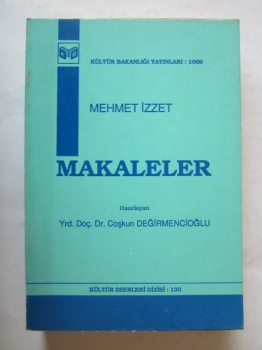 KÜLTÜR BAKANLIĞI YAYINLARI : 1009
MEHMET İZZET
MAKALELER
Hazırlayan
Yrd. Doç. Dr. Coşkun DEĞİRMENCİOĞLU
KÜLTÜR ESERLERİ DİZİSİ : 130